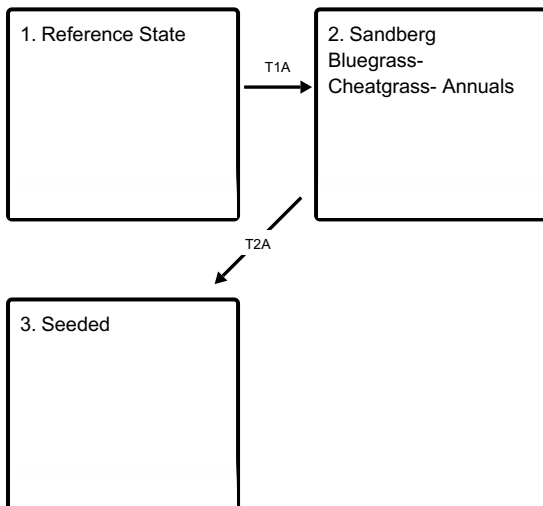 1. Reference State
T1A
2. Sandberg
Bluegrass-
Cheatgrass- Annuals
T2A
3. Seeded